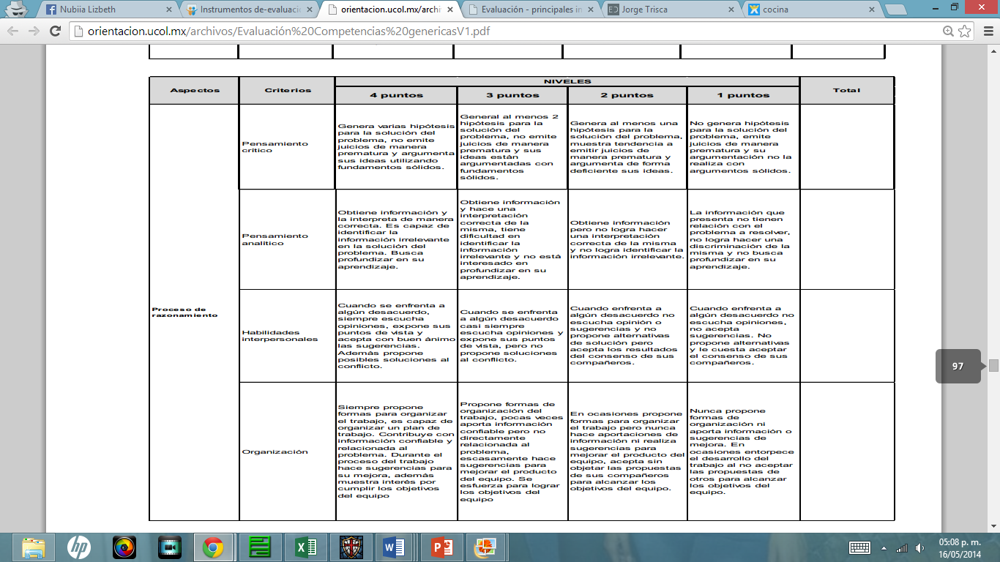 Nubiia Lizbeth
Instrumentos de-evaluaci
orientacion.ucol.mx/archi
Evaluación - principales in
Jorge Trisca
cocina
orientacion.ucol.mx/archivos/Evaluación%20Competencias%20genericasV1.pdf
Aspectos
Criterios
NIVELES
4 puntos
3 puntos
2 puntos
1 puntos
Total
Proceso de
razonamiento
Pensamiento
crítico
Genera varias hipótesis
para la solución del
problema, no emite
juicios de manera
prematura y argumenta
sus ideas utilizando
fundamentos sólidos.
General al menos 2
hipótesis para la
solución del
problema, no emite
juicios de manera
prematura y sus
ideas están
argumentadas con
fundamentos
sólidos.
Genera al menos una
hipótesis para la
solución del problema,
muestra tendencia a
emitir juicios de
manera prematura y
argumenta de forma
deficiente sus ideas.
No genera hipótesis
para la solución del
problema, emite
juicios de manera
prematura y su
argumentación no la
realiza con
argumentos sólidos.
Pensamiento
analítico
Obtiene información y
la interpreta de manera
correcta. Es capaz de
identificar la
información irrelevante
en la solución del
problema. Busca
profundizar en su
aprendizaje.
Obtiene información
y hace una
interpretación
correcta de la
misma, tiene
dificultad en
identificar la
información
irrelevante y no está
interesado en
profundizar en su
aprendizaje.
Obtiene información
pero no logra hacer
una interpretación
correcta de la misma
y no logra identificar la
información irrelevante.
La información que
presenta no tienen
relación con el
problema a resolver,
no logra hacer una
discriminación de la
misma y no busca
profundizar en su
aprendizaje.
Habilidades
interpersonales
Cuando se enfrenta a
algún desacuerdo,
siempre escucha
opiniones, expone sus
puntos de vista y
acepta con buen ánimo
las sugerencias.
Además propone
posibles soluciones al
conflicto.
Cuando se enfrenta
a algún desacuerdo
casi siempre
escucha opiniones y
expone sus puntos
de vista, pero no
propone soluciones
al conflicto.
Cuando enfrenta a
algún desacuerdo no
escucha opinión o
sugerencias y no
propone alternativas
de solución pero
acepta los resultados
del consenso de sus
compañeros.
Cuando enfrenta a
algún desacuerdo no
escucha opiniones,
no acepta
sugerencias. No
propone alternativas
y le cuesta aceptar
el consenso de sus
compañeros.
Organización
Siempre propone
formas para organizar
el trabajo, es capaz de
organizar un plan de
trabajo. Contribuye con
información confiable y
relacionada al
problema. Durante el
proceso del trabajo
hace sugerencias para
su mejora, además
muestra interés por
cumplir los objetivos
del equipo
Propone formas de
organización del
trabajo, pocas veces
aporta información
confiable pero no
directamente
relacionada al
problema,
escasamente hace
sugerencias para
mejorar el producto
del equipo. Se
esfuerza para lograr
los objetivos del
equipo
En ocasiones propone
formas para organizar
el trabajo pero nunca
hace aportaciones de
información ni realiza
sugerencias para
mejorar el producto del
equipo, acepta sin
objetar las propuestas
de sus compañeros
para alcanzar los
objetivos del equipo.
Nunca propone
formas de
organización ni
aporta información o
sugerencias de
mejora. En
ocasiones entorpece
el desarrollo del
trabajo al no aceptar
las propuestas de
otros para alcanzar
los objetivos del
equipo.
97
05:08 p. m.
16/05/2014